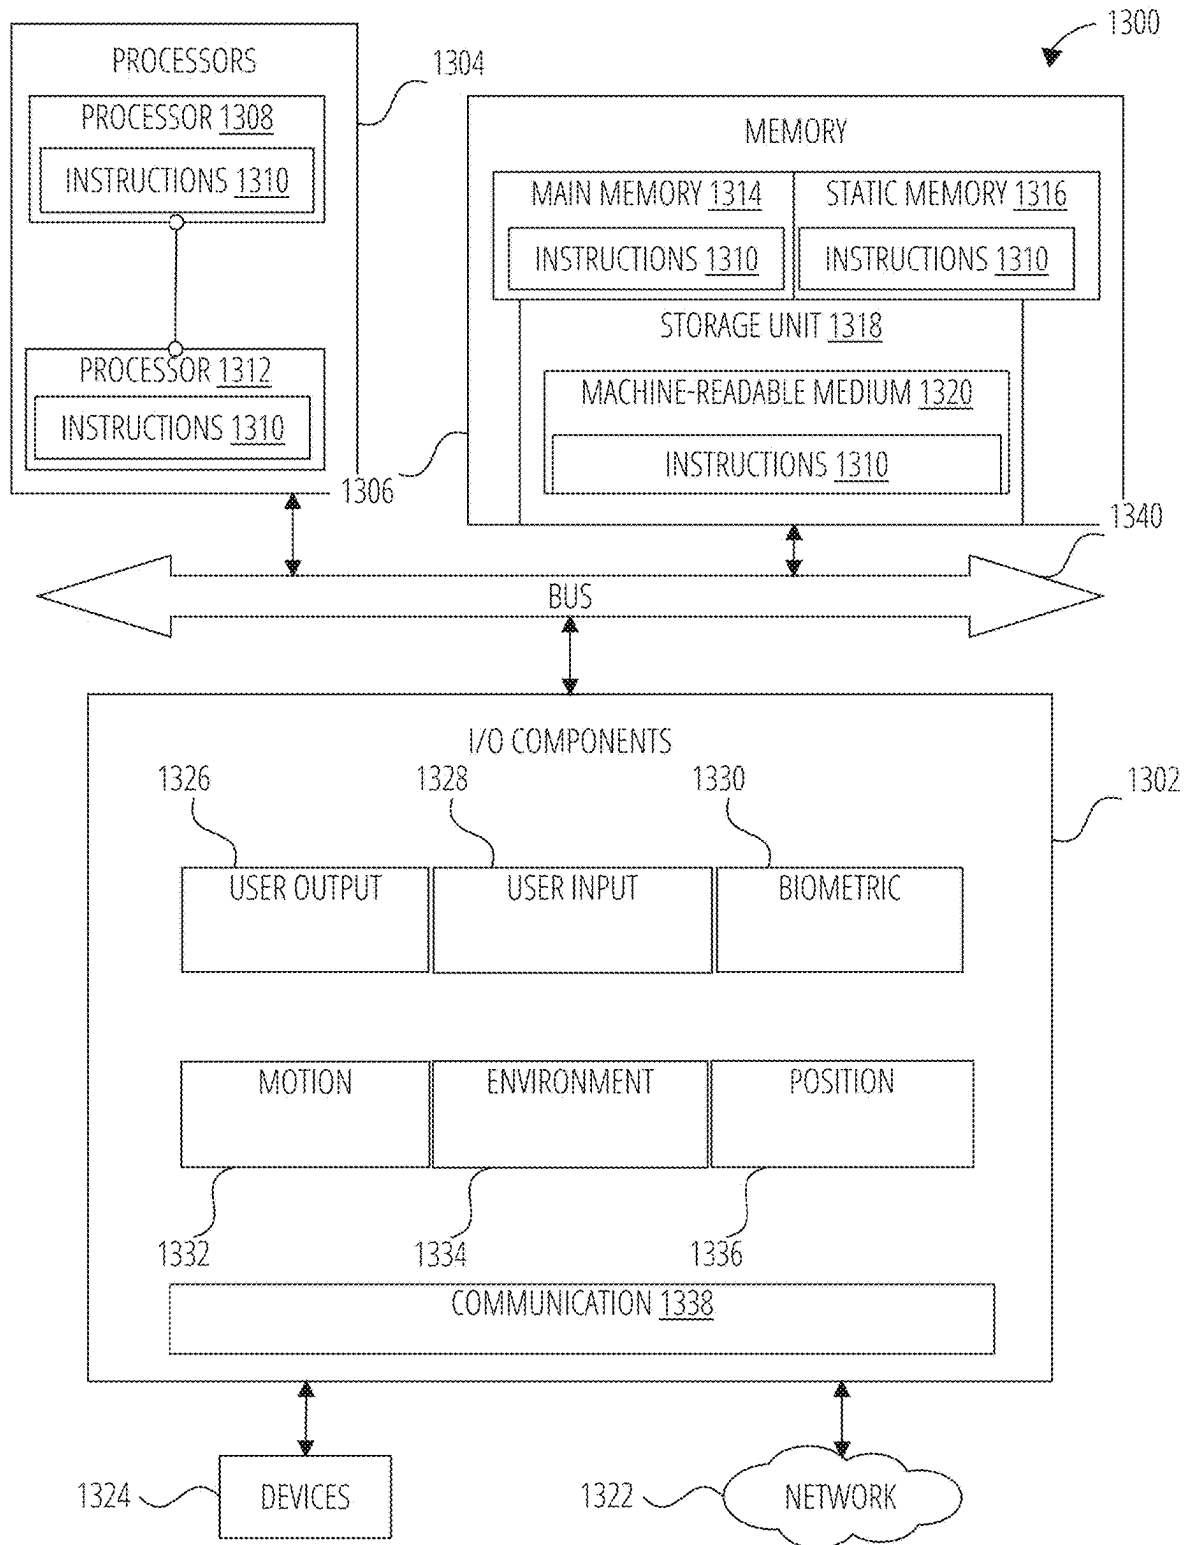 1300
PROCESSORS
1304
PROCESSOR 1308
INSTRUCTIONS 1310
PROCESSOR 1312
INSTRUCTIONS 1310
MEMORY
MAIN MEMORY 1314
STATIC MEMORY 1316
INSTRUCTIONS 1310
INSTRUCTIONS 1310
STORAGE UNIT 1318
MACHINE-READABLE MEDIUM 1320
INSTRUCTIONS 1310
1306
1340
BUS
I/O COMPONENTS
1302
1326
1328
1330
USER OUTPUT
USER INPUT
BIOMETRIC
MOTION
ENVIRONMENT
POSITION
1332
1334
1336
COMMUNICATION 1338
1324
DEVICES
1322
NETWORK